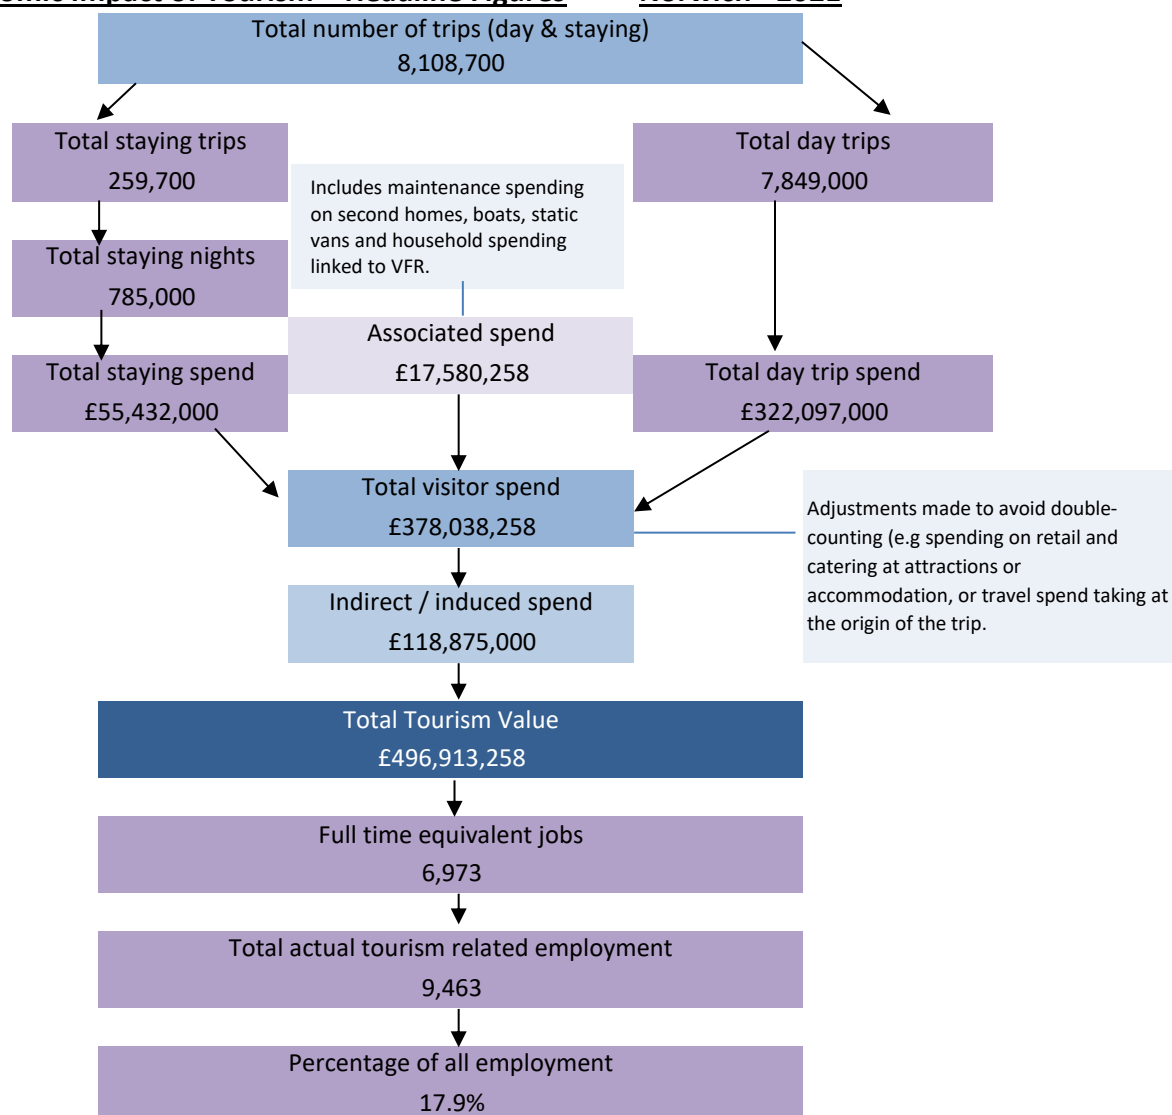 Total number of trips (day & staying)
8,108,700
Total staying trips
259,700
Total day trips
7,849,000
Includes maintenance spending
on second homes, boats, static
vans and household spending
linked to VFR.
Total staying nights
785,000
Associated spend
£17,580,258
Total staying spend
£55,432,000
Total day trip spend
£322,097,000
Total visitor spend
£378,038,258
Adjustments made to avoid double-
counting (e.g spending on retail and
catering at attractions or
accommodation, or travel spend taking at
the origin of the trip.
Indirect / induced spend
£118,875,000
Total Tourism Value
£496,913,258
Full time equivalent jobs
6,973
Total actual tourism related employment
9,463
Percentage of all employment
17.9%